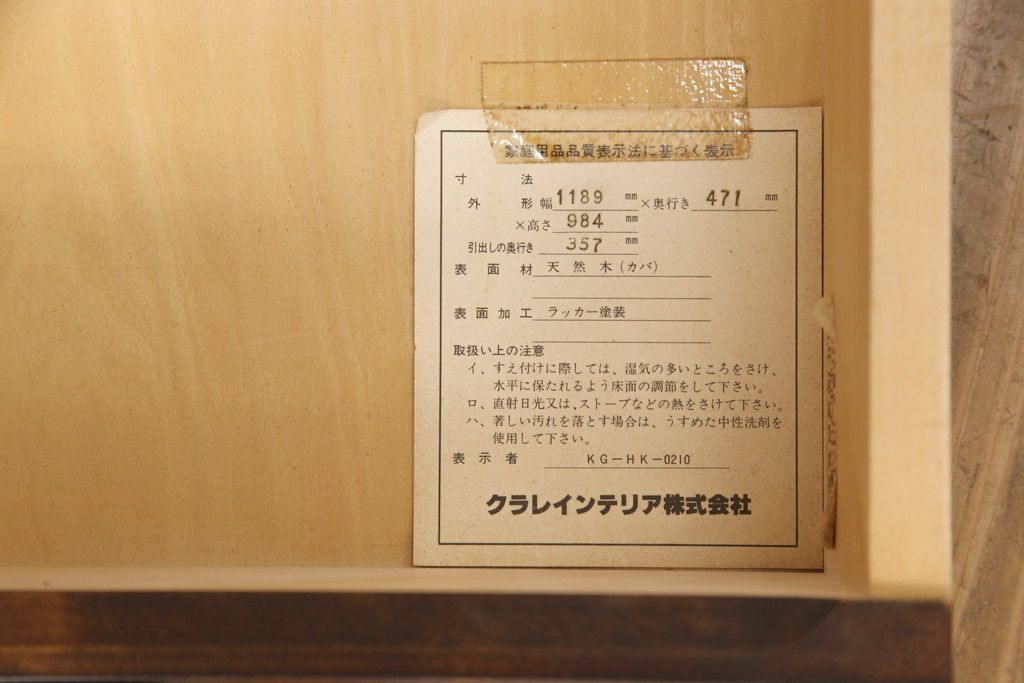 家庭用品品質表示法に基づく表示
寸法
外形 幅 1189 mm ×奥行き 471 mm
×高さ 984 mm
引出しの奥行き 357 mm
表面材 天然木(カバ)
表面加工 ラッカー塗装
取扱い上の注意
イ、すえ付けに際しては、湿気の多いところをさけ、
水平に保たれるよう床面の調節をして下さい。
ロ、直射日光又は、ストーブなどの熱をさけて下さい。
ハ、著しい汚れを落とす場合は、うすめた中性洗剤を
使用して下さい。
表示者 KG-HK-0210
クラレインテリア株式会社